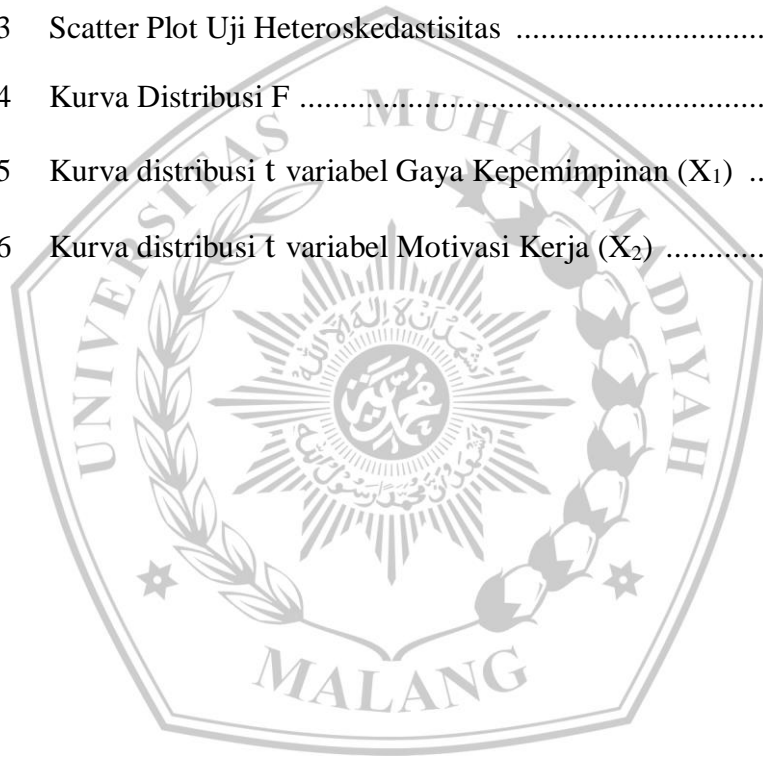 3 Scatter Plot Uji Heteroskedastisitas ..............................
4 Kurva Distribusi F .........................................................
5 Kurva distribusi t variabel Gaya Kepemimpinan (X₁) ..
6 Kurva distribusi t variabel Motivasi Kerja (X₂) ............
UNIVERSITAS MUHAMMADIYAH
MALANG